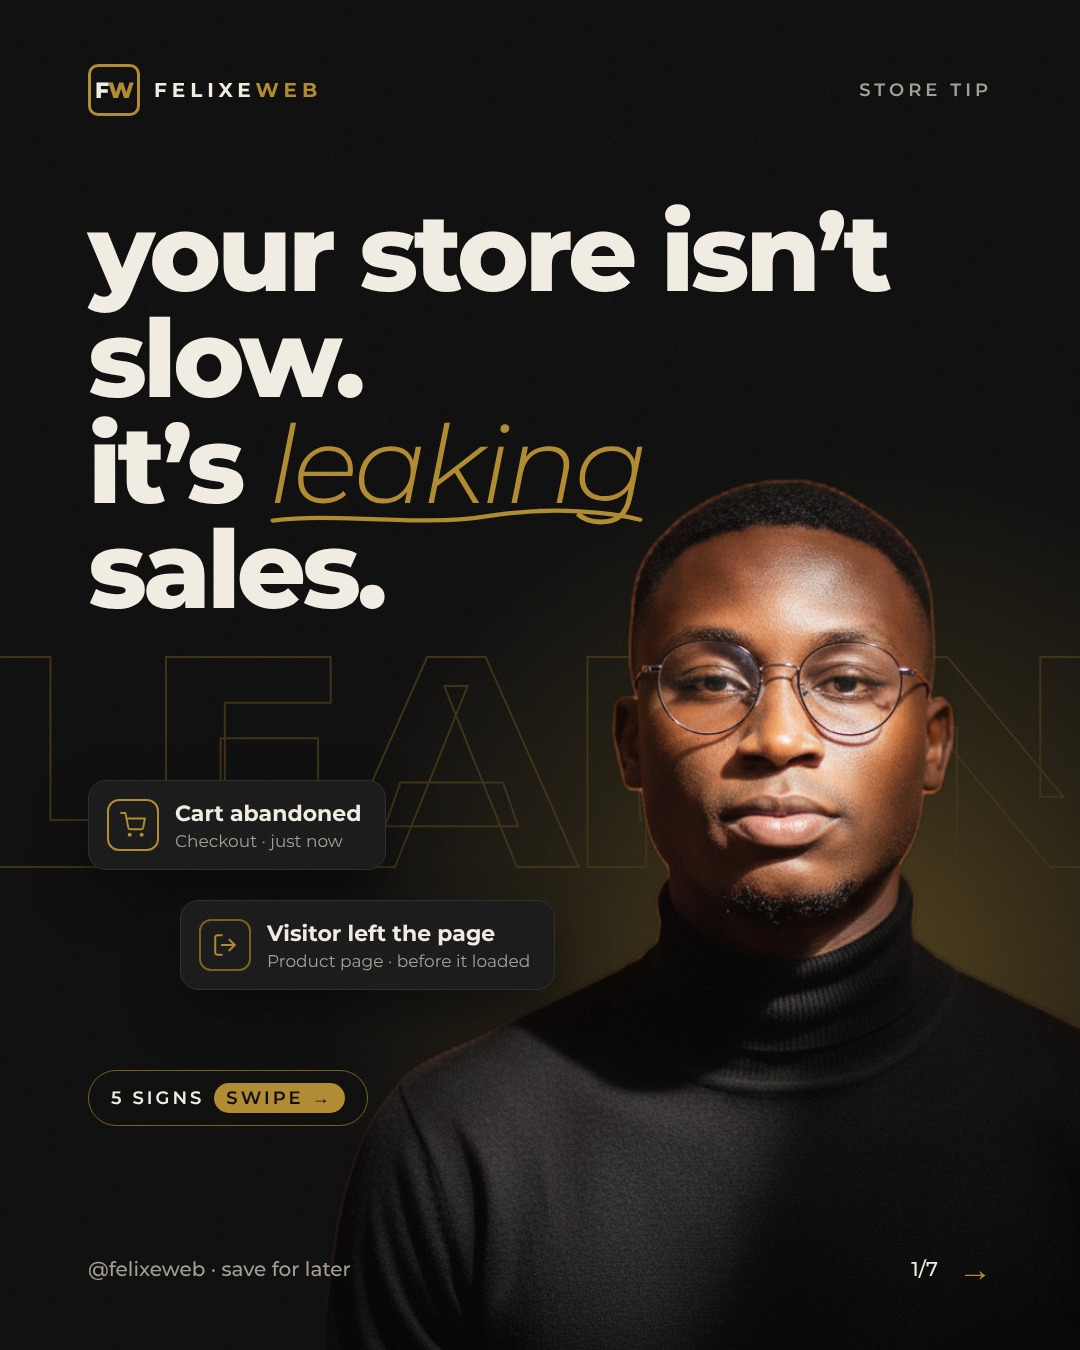 FW FELIXEWEB
STORE TIP
your store isn’t
slow.
it’s leaking
sales.
Cart abandoned
Checkout · just now
Visitor left the page
Product page · before it loaded
5 SIGNS SWIPE →
@felixeweb · save for later
1/7 →